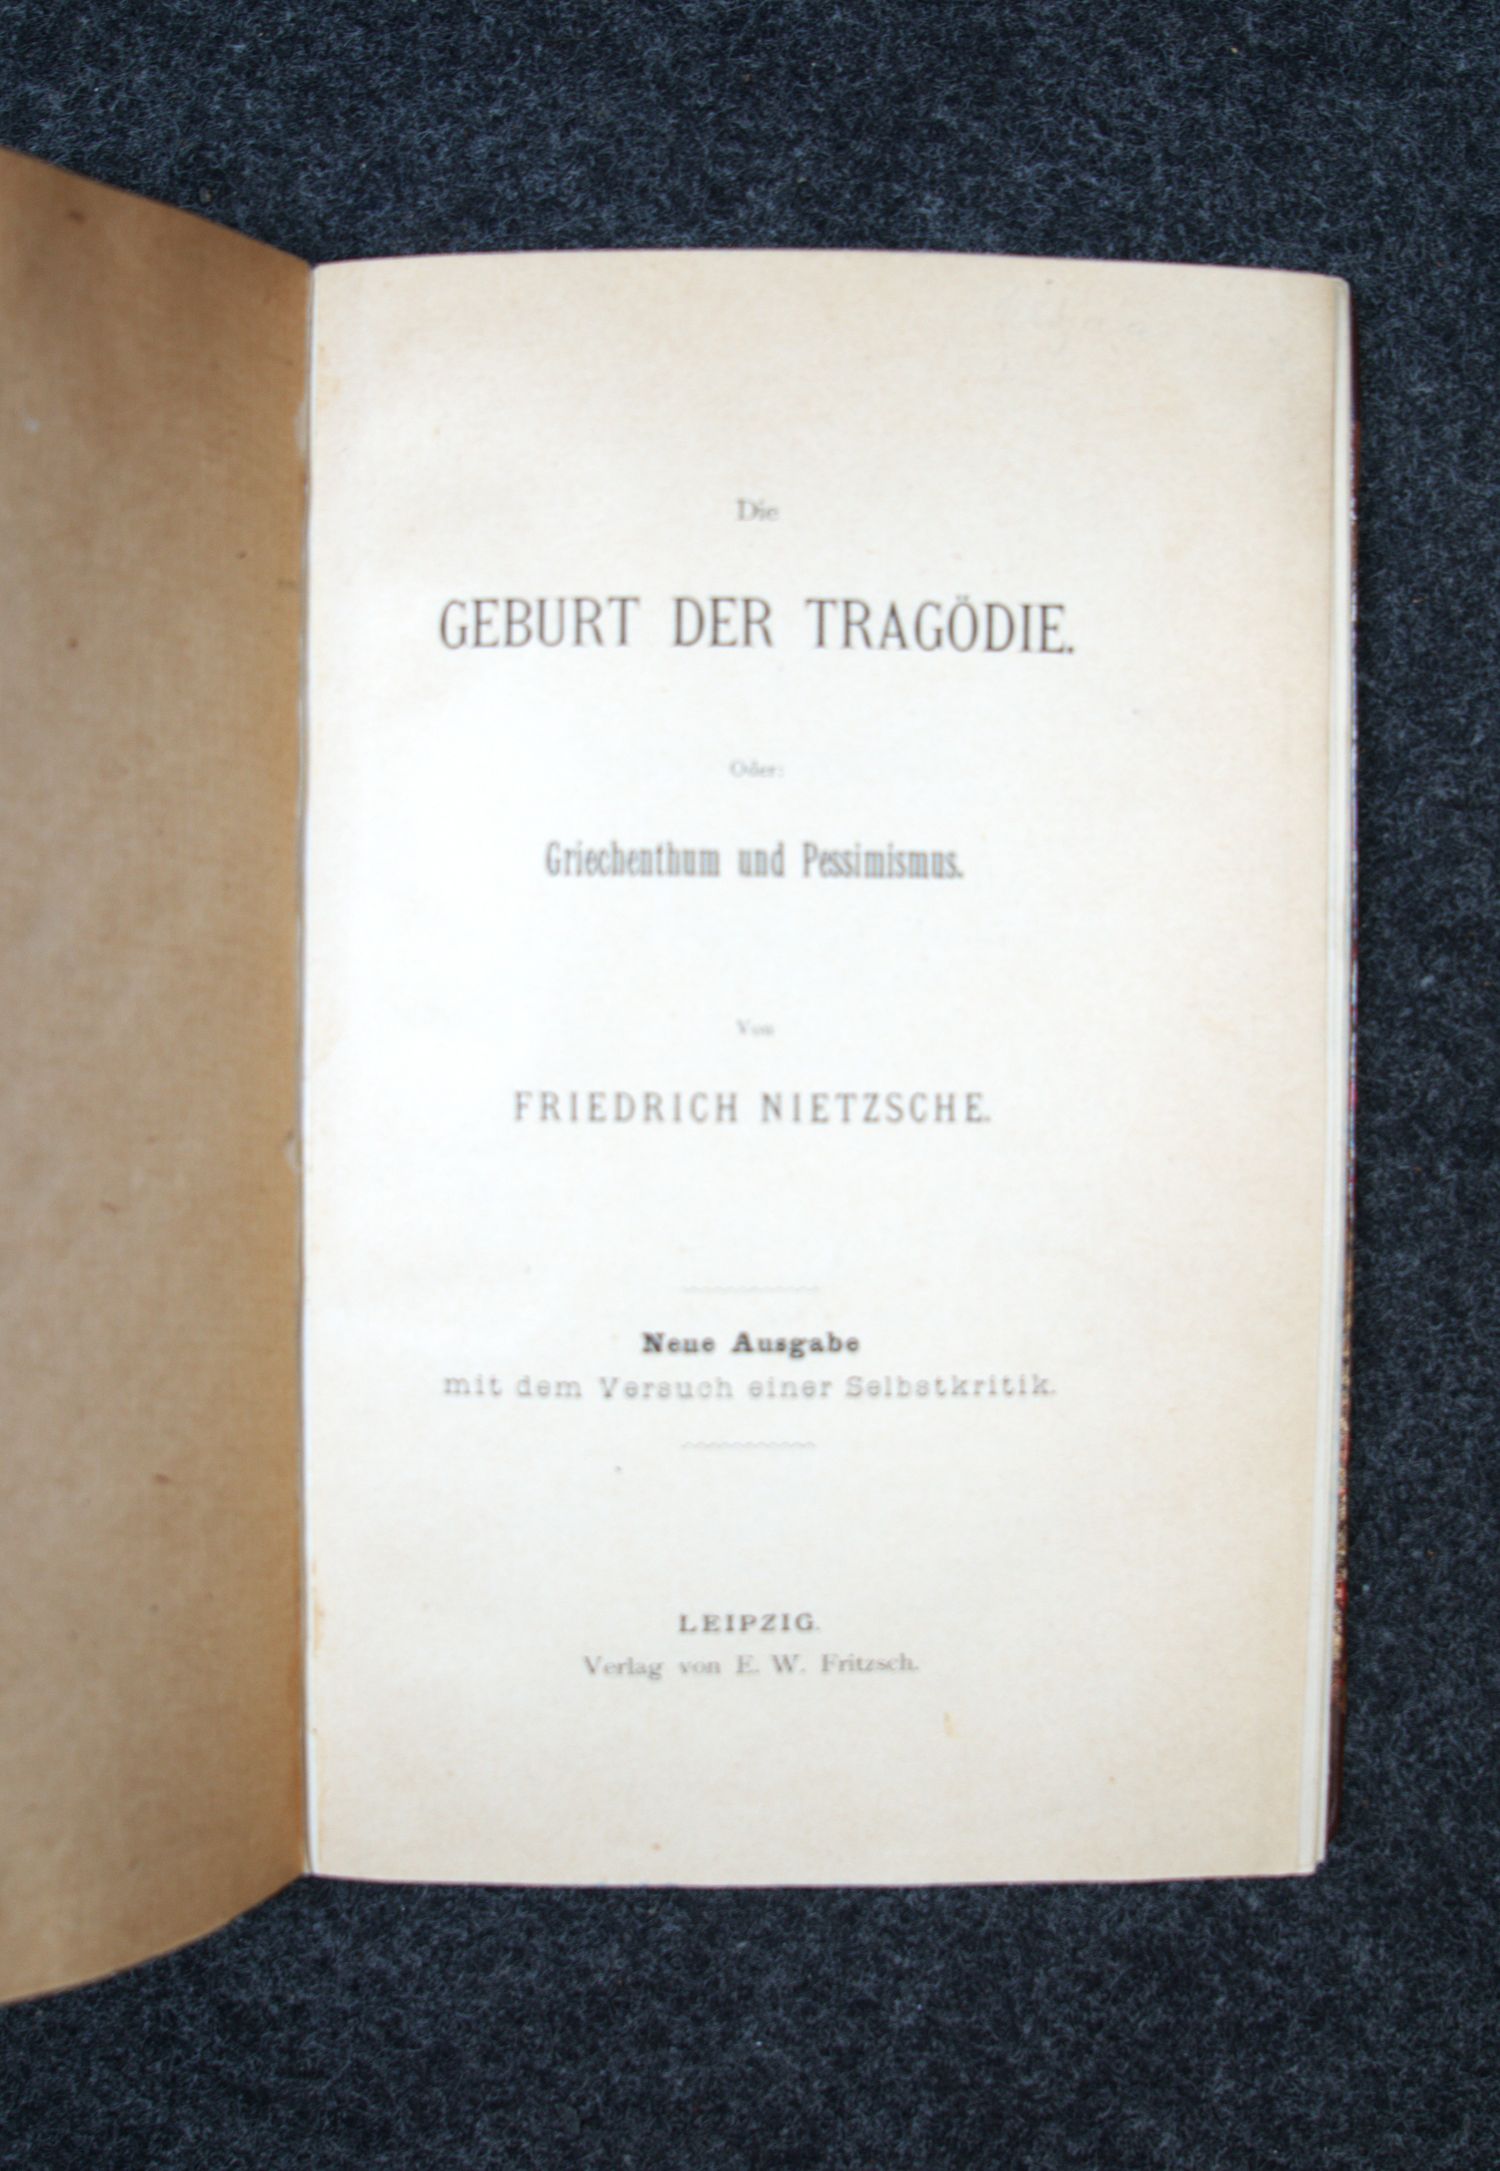 Die
GEBURT DER TRAGÖDIE.
Oder:
Griechenthum und Pessimismus.
Von
FRIEDRICH NIETZSCHE.
Neue Ausgabe
mit dem Versuch einer Selbstkritik.
LEIPZIG.
Verlag von E. W. Fritzsch.